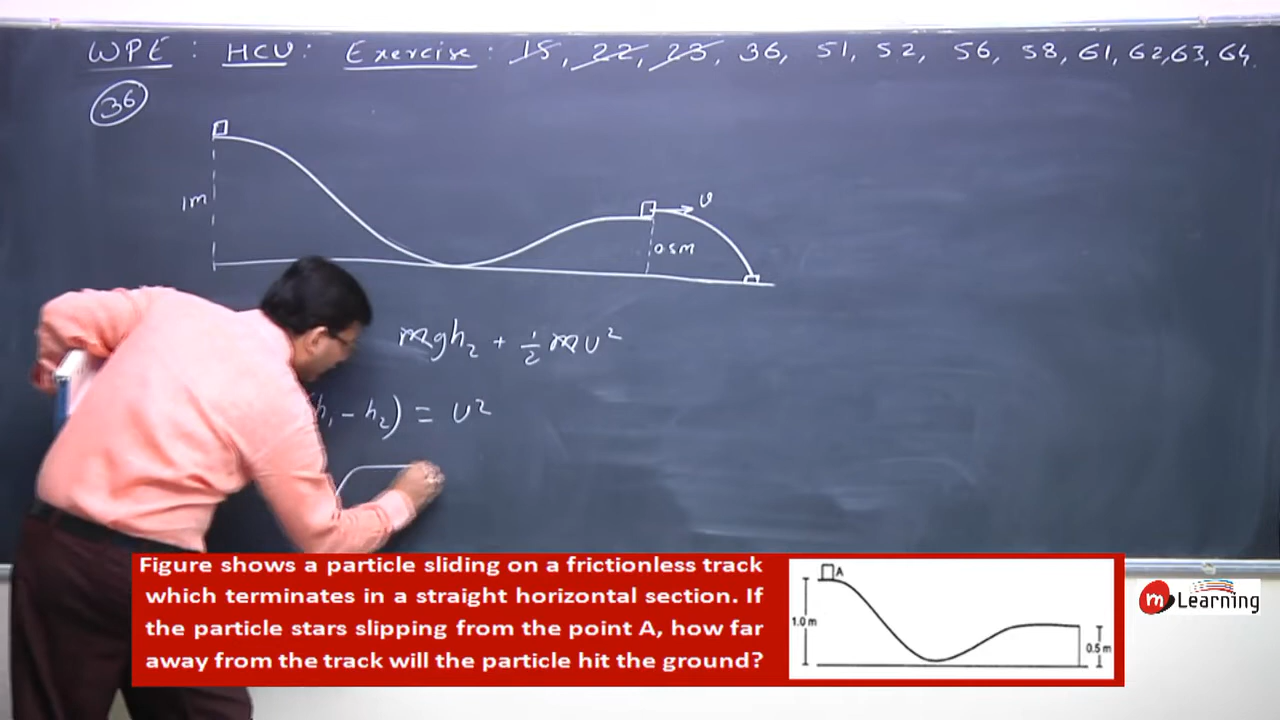 WPE : HCV : Exercise : 15, 22, 23, 36, 51, 52, 56, 58, 61, 62, 63, 64.
36
1m
v
0.5m
mgh₂ + 1/2 mv²
h₁ - h₂) = v²
Figure shows a particle sliding on a frictionless track
which terminates in a straight horizontal section. If
the particle stars slipping from the point A, how far
away from the track will the particle hit the ground?
A
1.0 m
0.5 m
m Learning